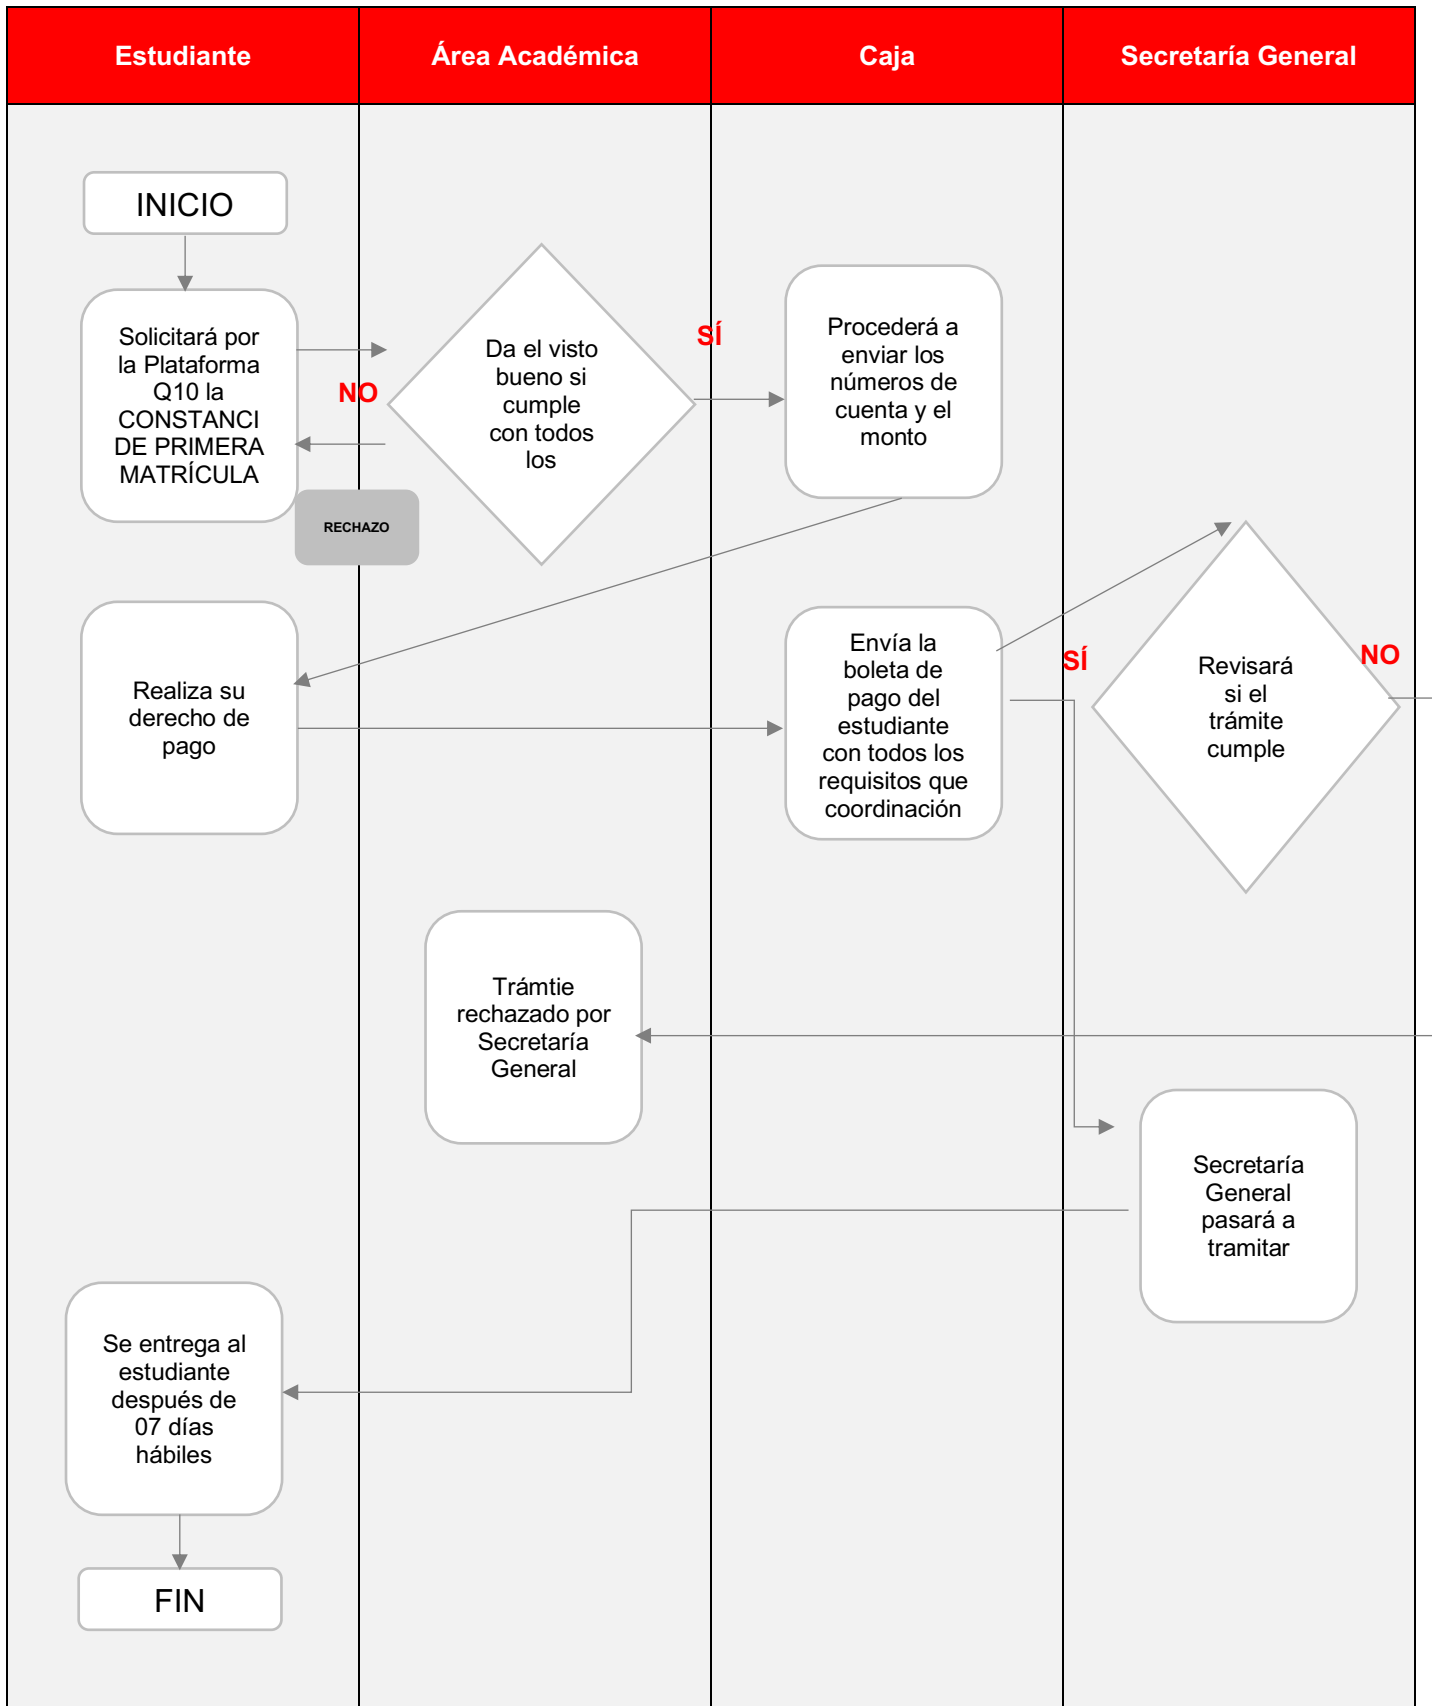 Estudiante
Área Académica
Caja
Secretaría General
INICIO
Solicitará por
la Plataforma
Q10 la
CONSTANCI
DE PRIMERA
MATRÍCULA
NO
RECHAZO
Da el visto
bueno si
cumple
con todos
los
SÍ
Procederá a
enviar los
números de
cuenta y el
monto
Realiza su
derecho de
pago
Envía la
boleta de
pago del
estudiante
con todos los
requisitos que
coordinación
SÍ
Revisará
si el
trámite
cumple
NO
Trámtie
rechazado por
Secretaría
General
Secretaría
General
pasará a
tramitar
Se entrega al
estudiante
después de
07 días
hábiles
FIN